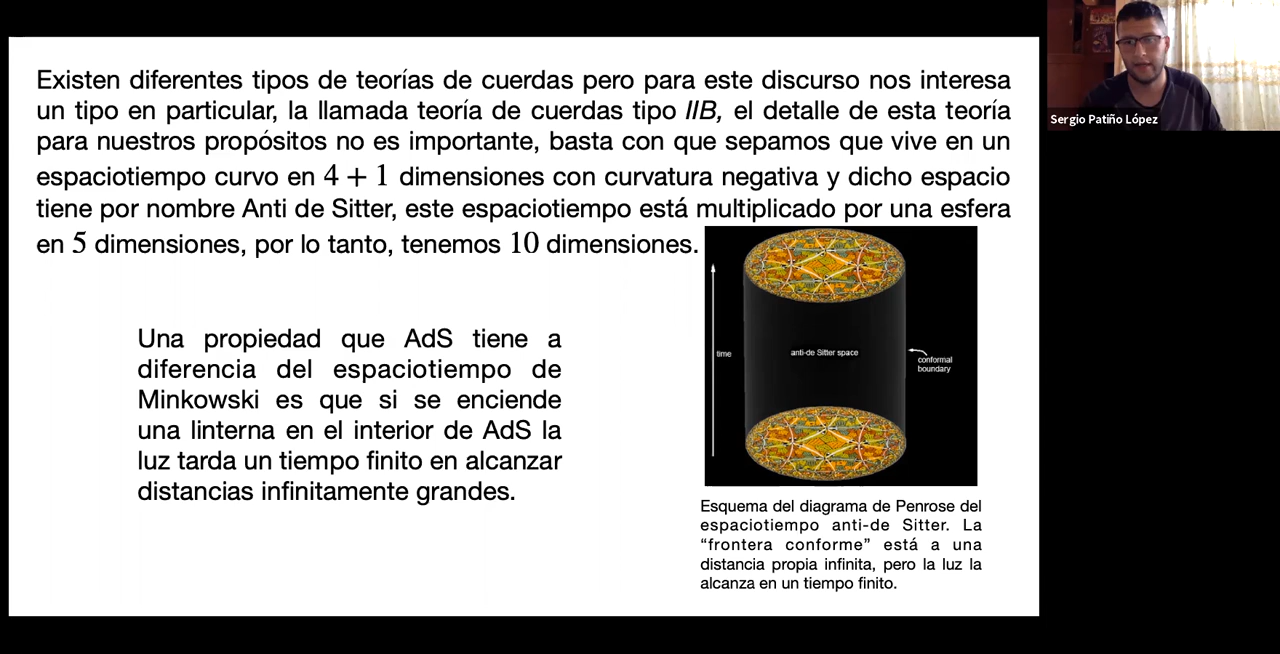 Existen diferentes tipos de teorías de cuerdas pero para este discurso nos interesa
un tipo en particular, la llamada teoría de cuerdas tipo IIB, el detalle de esta teoría
para nuestros propósitos no es importante, basta con que sepamos que vive en un
espaciotiempo curvo en 4 + 1 dimensiones con curvatura negativa y dicho espacio
tiene por nombre Anti de Sitter, este espaciotiempo está multiplicado por una esfera
en 5 dimensiones, por lo tanto, tenemos 10 dimensiones.
Una propiedad que AdS tiene a
diferencia del espaciotiempo de
Minkowski es que si se enciende
una linterna en el interior de AdS la
luz tarda un tiempo finito en alcanzar
distancias infinitamente grandes.
time
anti-de Sitter space
conformal
boundary
Esquema del diagrama de Penrose del
espaciotiempo anti-de Sitter. La
“frontera conforme” está a una
distancia propia infinita, pero la luz la
alcanza en un tiempo finito.
Sergio Patiño López